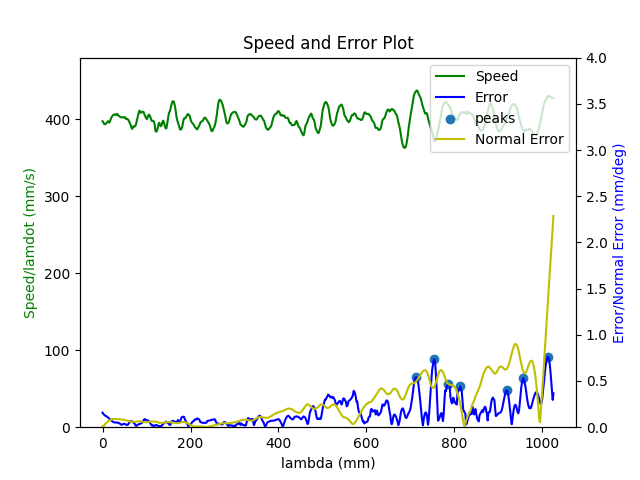 Speed and Error Plot
Speed
Error
peaks
Normal Error
Speed/lamdot (mm/s)
400
300
200
100
0
4.0
3.5
3.0
2.5
2.0
1.5
1.0
0.5
0.0
Error/Normal Error (mm/deg)
0 200 400 600 800 1000
lambda (mm)